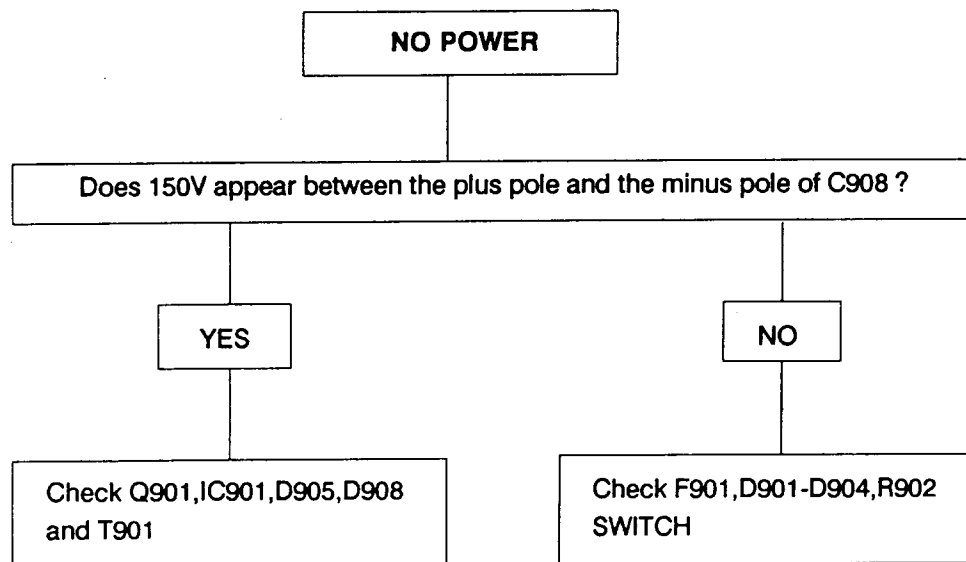 NO POWER
Does 150V appear between the plus pole and the minus pole of C908 ?
YES
NO
Check Q901,IC901,D905,D908
and T901
Check F901,D901-D904,R902
SWITCH